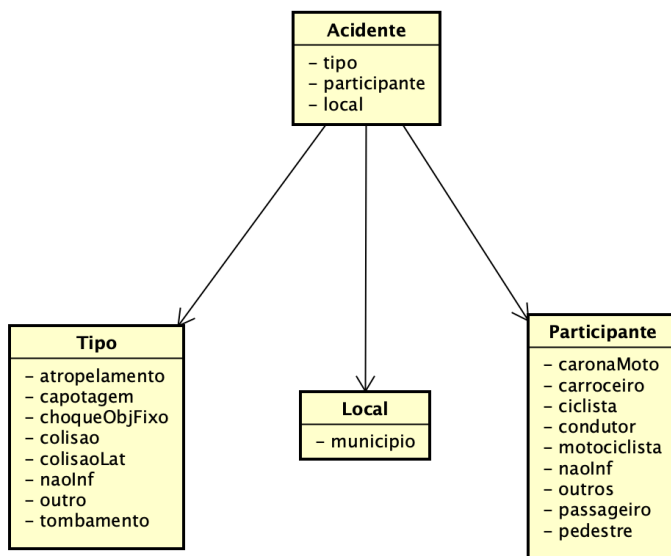 Acidente
- tipo
- participante
- local
Tipo
- atropelamento
- capotagem
- choqueObjFixo
- colisao
- colisaoLat
- naoInf
- outro
- tombamento
Local
- municipio
Participante
- caronaMoto
- carroceiro
- ciclista
- condutor
- motociclista
- naoInf
- outros
- passageiro
- pedestre